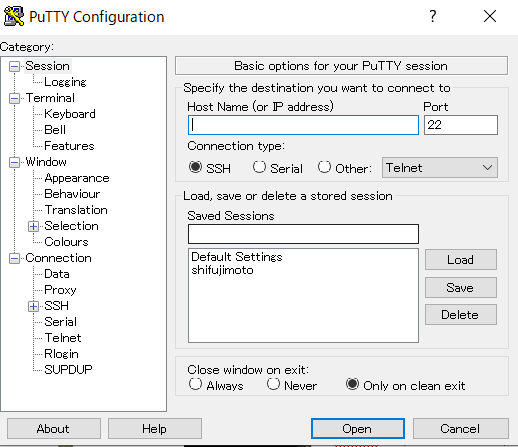 PuTTY Configuration
?
Category:
Session
Logging
Terminal
Keyboard
Bell
Features
Window
Appearance
Behaviour
Translation
Selection
Colours
Connection
Data
Proxy
SSH
Serial
Telnet
Rlogin
SUPDUP
Basic options for your PuTTY session
Specify the destination you want to connect to
Host Name (or IP address)
Port
22
Connection type:
SSH
Serial
Other:
Telnet
Load, save or delete a stored session
Saved Sessions
Default Settings
shifujimoto
Load
Save
Delete
Close window on exit:
Always
Never
Only on clean exit
About
Help
Open
Cancel